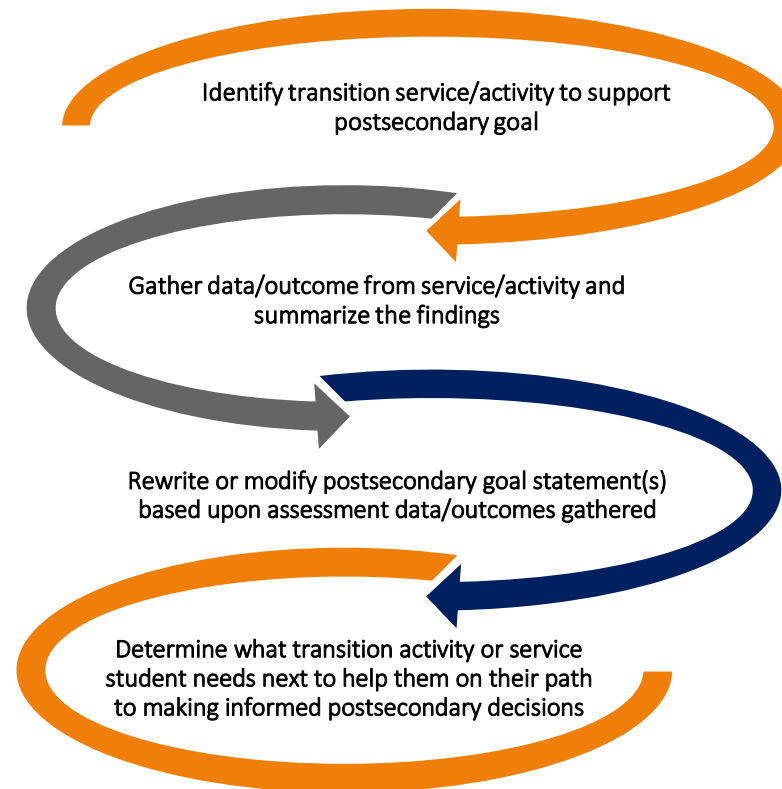 Identify transition service/activity to support
postsecondary goal
Gather data/outcome from service/activity and
summarize the findings
Rewrite or modify postsecondary goal statement(s)
based upon assessment data/outcomes gathered
Determine what transition activity or service
student needs next to help them on their path
to making informed postsecondary decisions